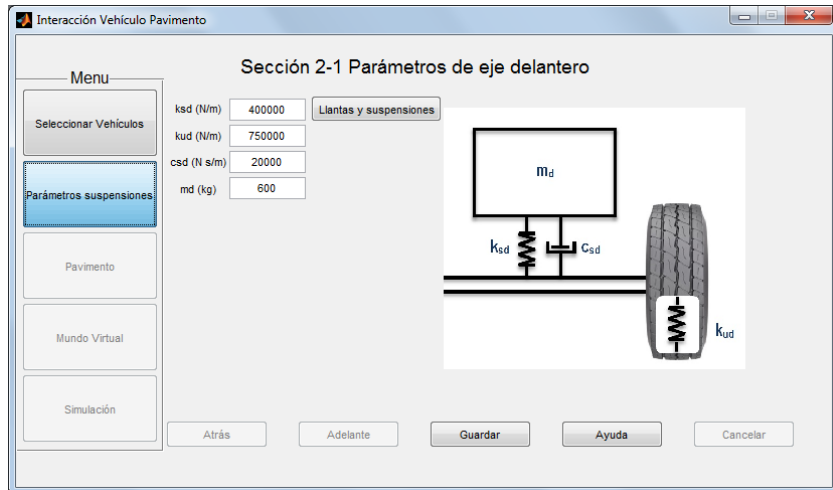 Interacción Vehículo Pavimento
Menu
Seleccionar Vehículos
Parámetros suspensiones
Pavimento
Mundo Virtual
Simulación
Sección 2-1 Parámetros de eje delantero
ksd (N/m) 400000 Llantas y suspensiones
kud (N/m) 750000
csd (N s/m) 20000
md (kg) 600
md
ksd csd
kud
Atrás Adelante Guardar Ayuda Cancelar